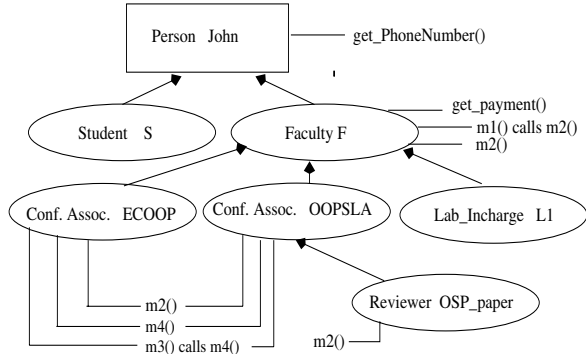 Person John
get_PhoneNumber()
get_payment()
Student S
Faculty F
m1() calls m2()
m2()
Conf. Assoc. ECOOP
Conf. Assoc. OOPSLA
Lab_Incharge L1
m2()
m4()
m3() calls m4()
Reviewer OSP_paper
m2()